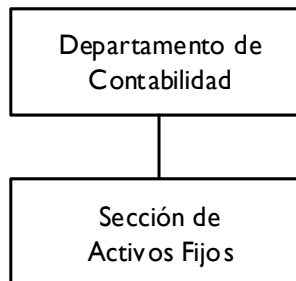 Departamento de
Contabilidad
Sección de
Activos Fijos